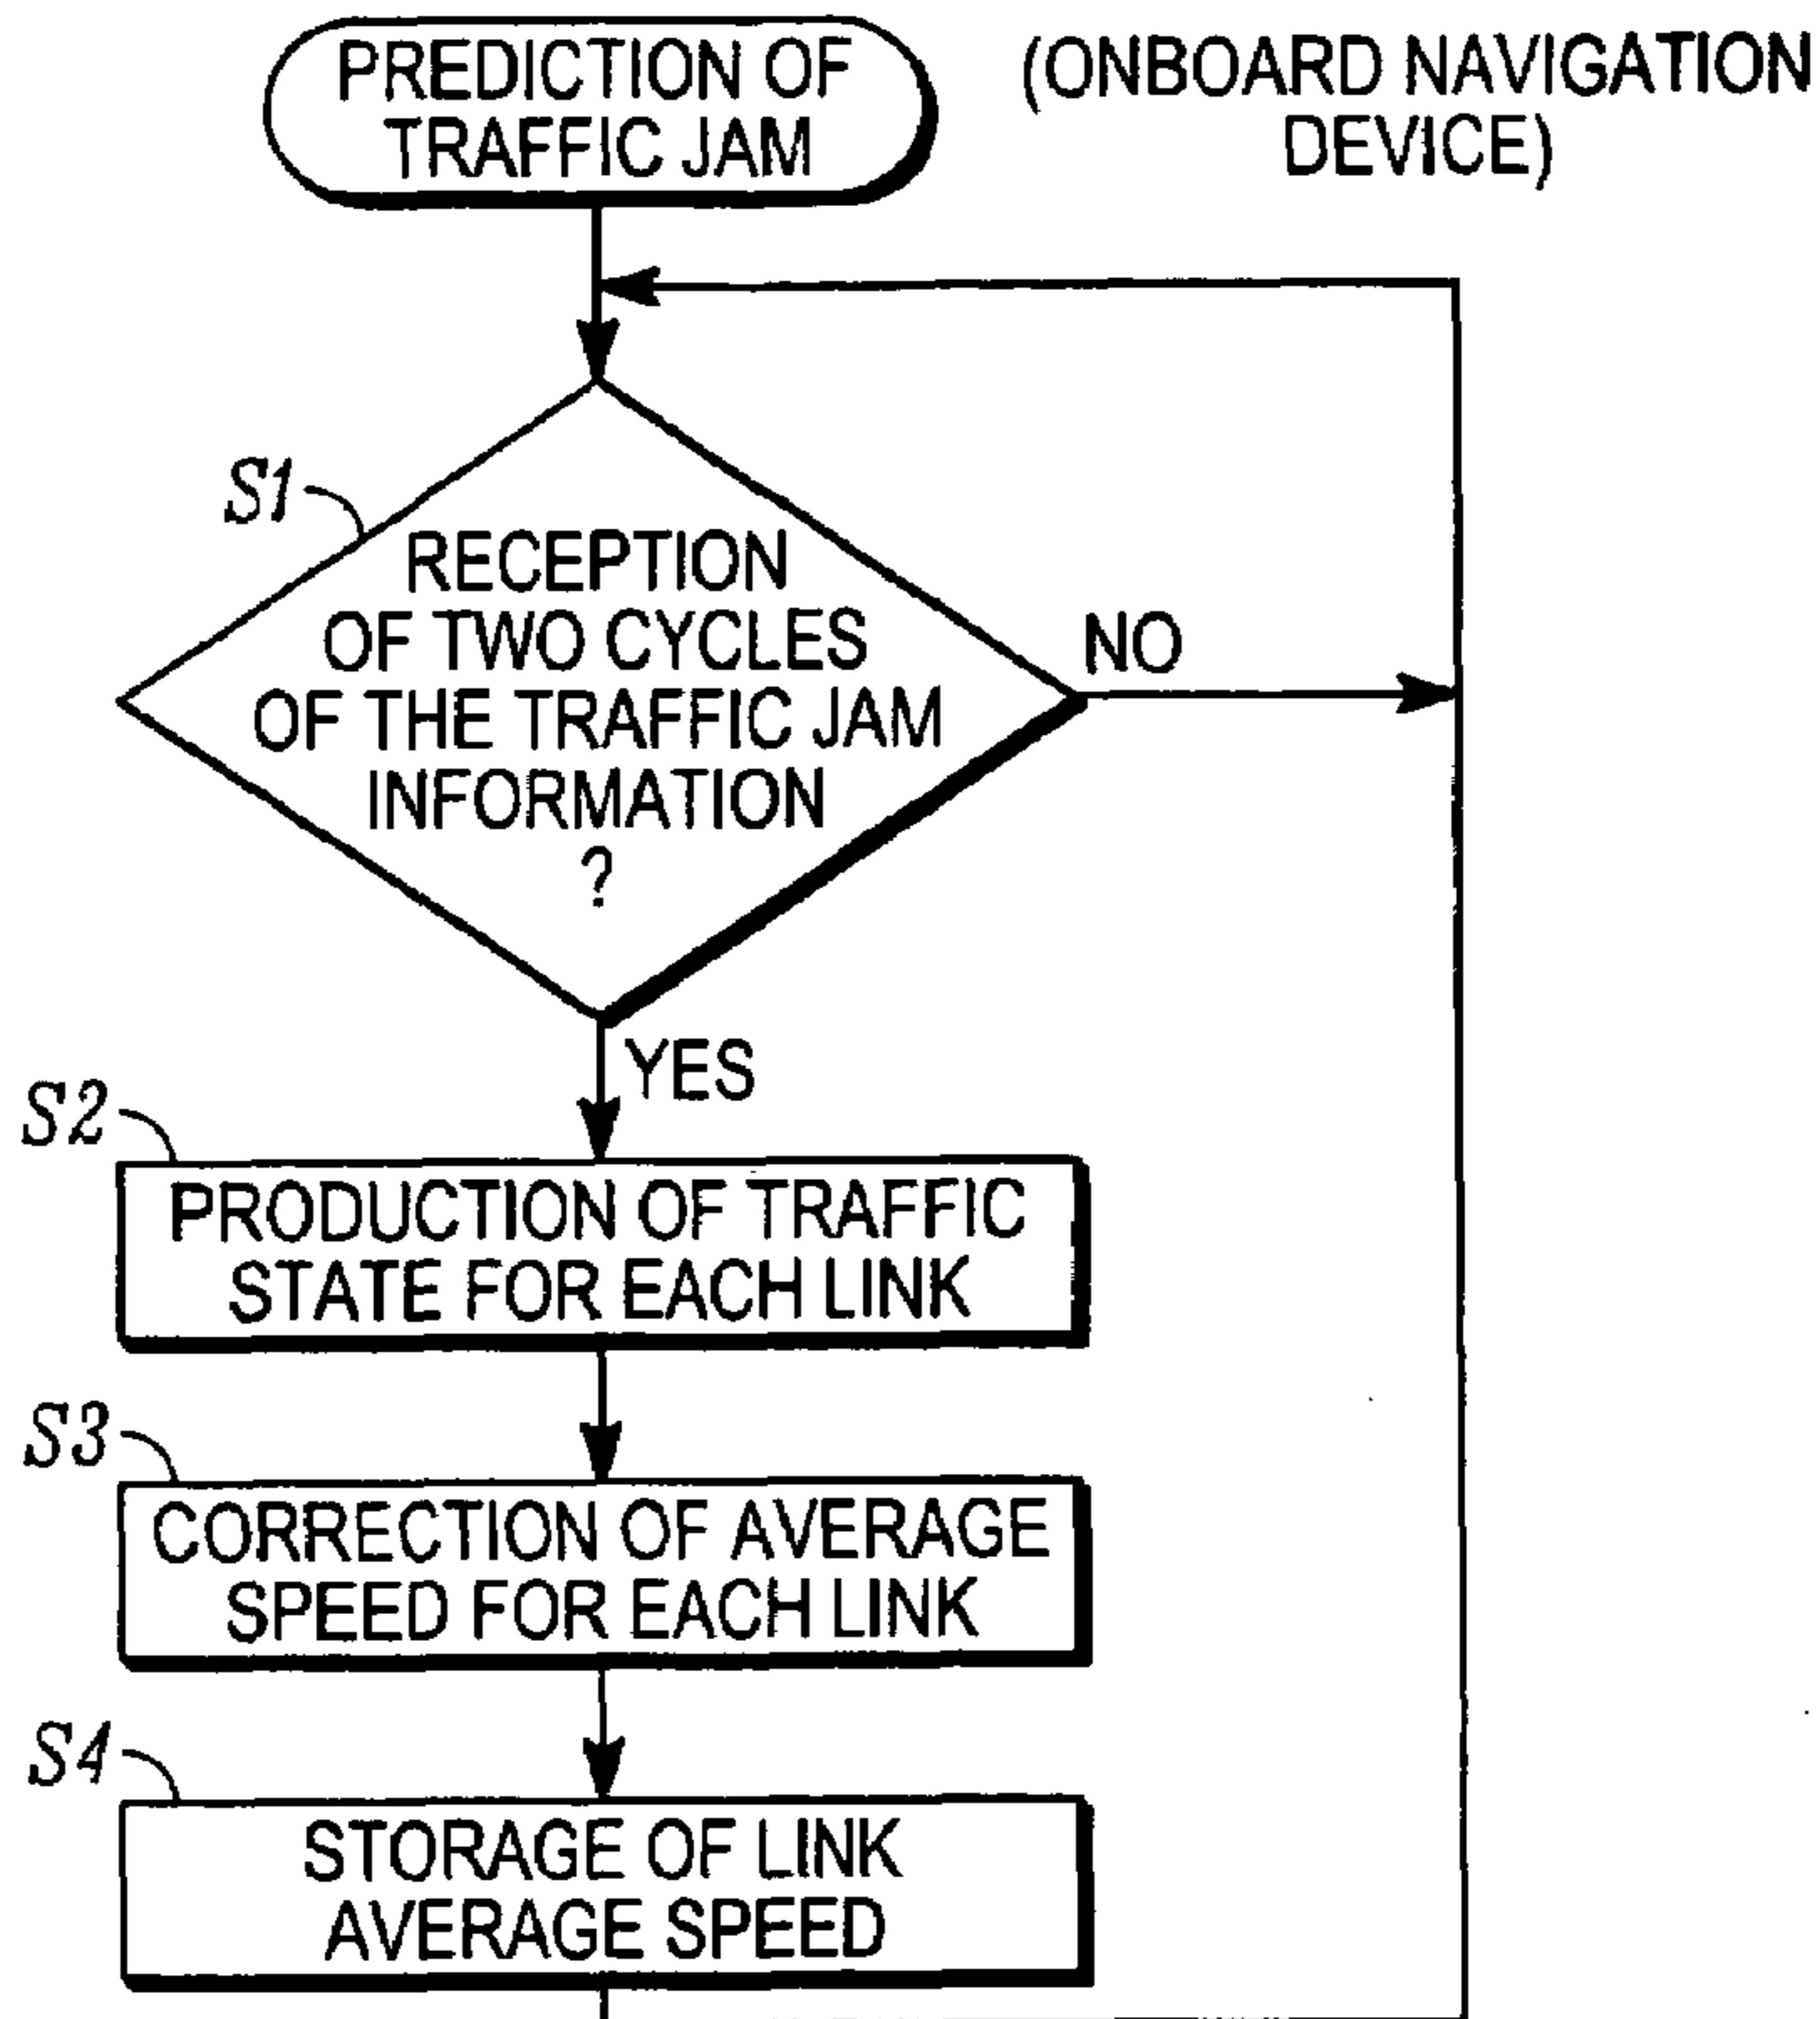 PREDICTION OF
TRAFFIC JAM
(ONBOARD NAVIGATION
DEVICE)
S1
RECEPTION
OF TWO CYCLES
OF THE TRAFFIC JAM
INFORMATION
?
NO
YES
S2
PRODUCTION OF TRAFFIC
STATE FOR EACH LINK
S3
CORRECTION OF AVERAGE
SPEED FOR EACH LINK
S4
STORAGE OF LINK
AVERAGE SPEED